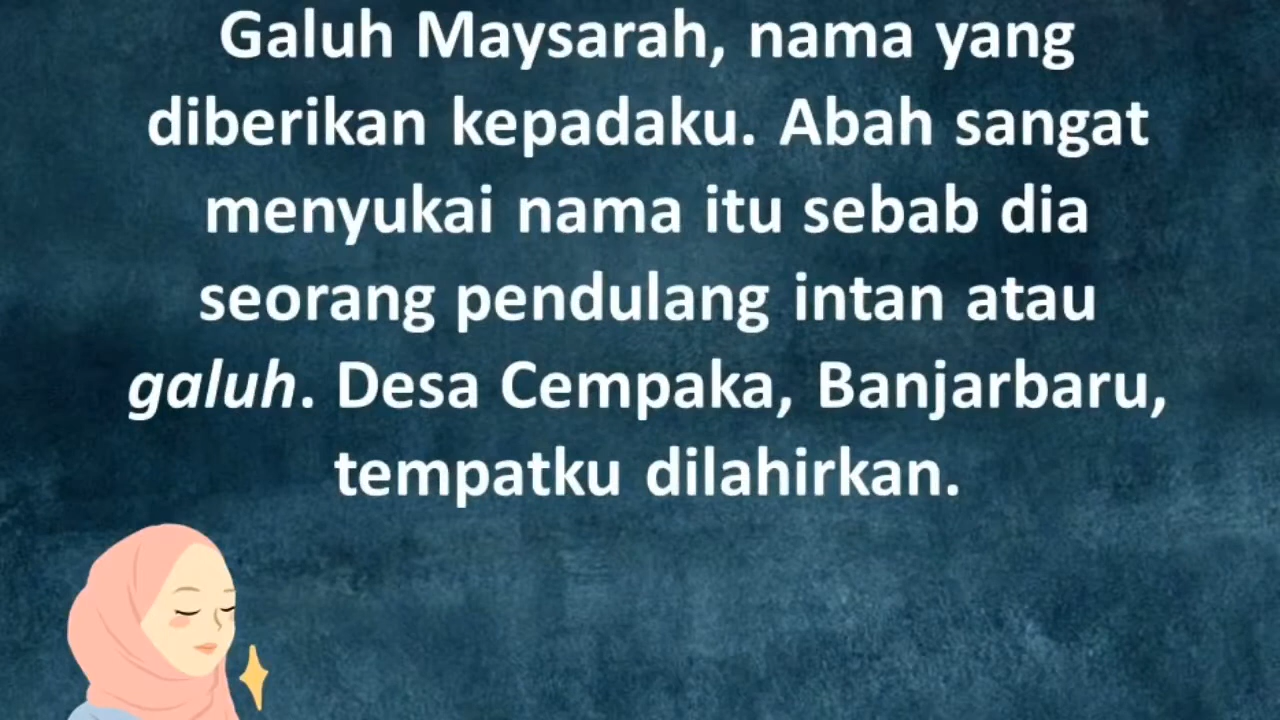 Galuh Maysarah, nama yang
diberikan kepadaku. Abah sangat
menyukai nama itu sebab dia
seorang pendulang intan atau
galuh. Desa Cempaka, Banjarbaru,
tempatku dilahirkan.